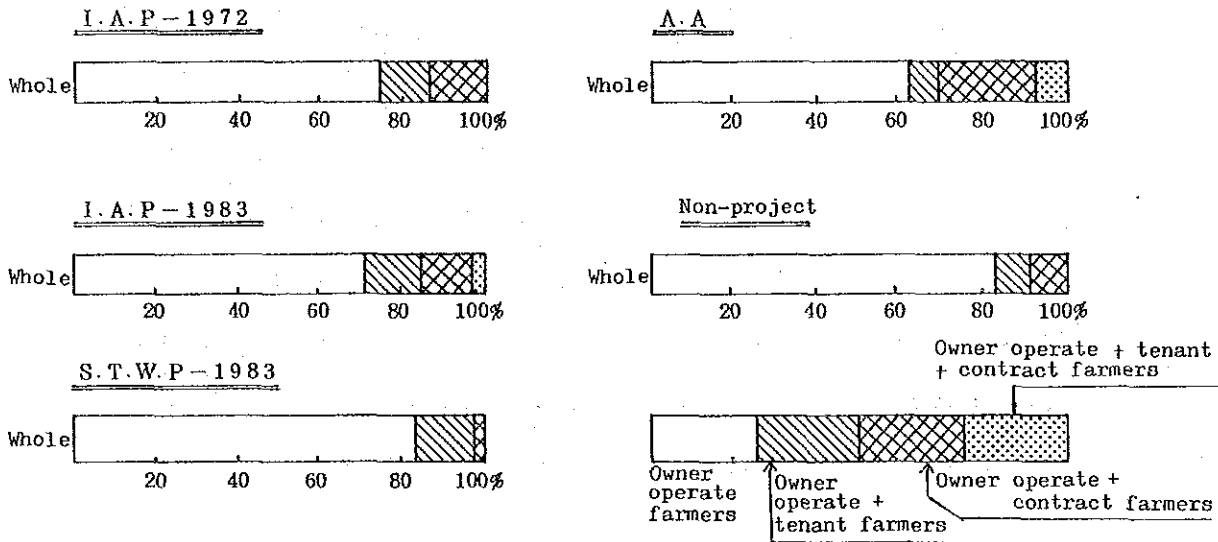 I.A.P-1972
Whole
20 40 60 80 100%
A.A
Whole
20 40 60 80 100%
I.A.P-1983
Whole
20 40 60 80 100%
Non-project
Whole
20 40 60 80 100%
S.T.W.P-1983
Whole
20 40 60 80 100%
Owner operate + tenant
+ contract farmers
Owner
operate
farmers
Owner
operate +
tenant farmers
Owner operate +
contract farmers